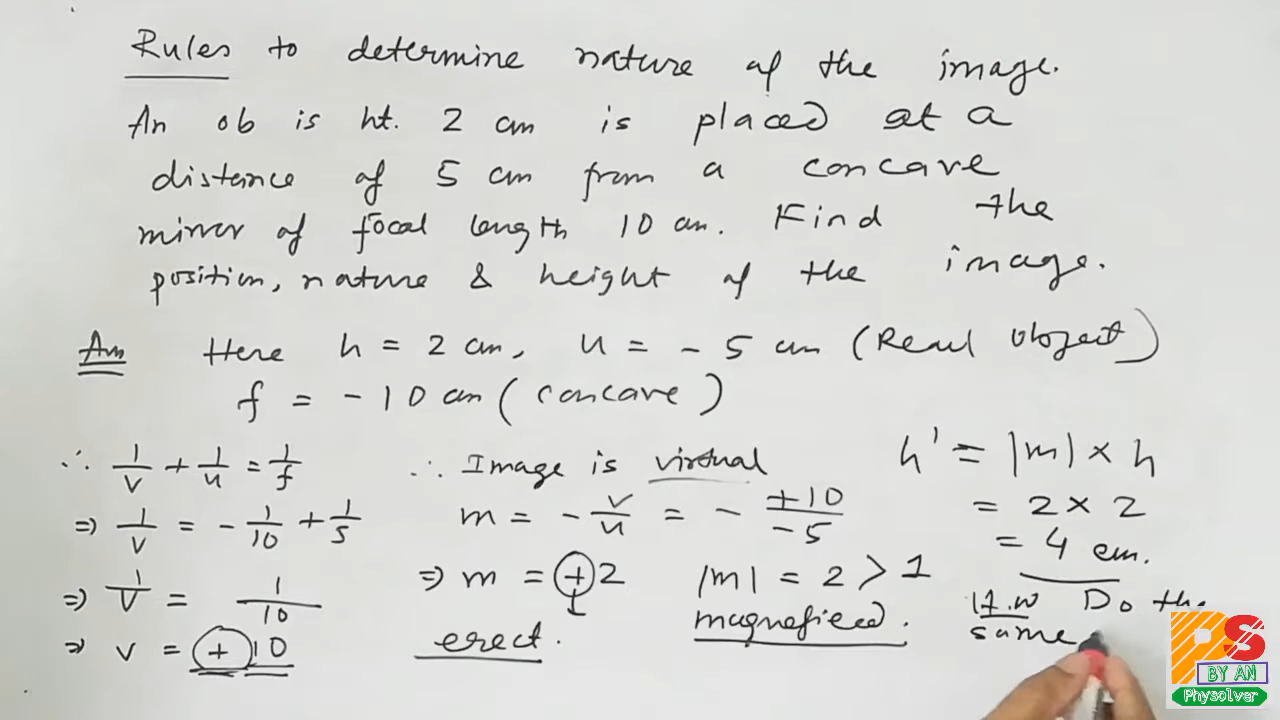 Rules to determine nature of the image.
An ob is ht. 2 cm is placed at a
distance of 5 cm from a concave
mirror of focal length 10 cm. Find the
position, nature & height of the image.
Ans Here h = 2 cm, u = - 5 cm (Real object)
f = - 10 cm (concave)
∴ 1/v + 1/u = 1/f
⇒ 1/v = - 1/10 + 1/5
⇒ 1/v = 1/10
⇒ v = + 10
∴ Image is virtual
m = - v/u = - +10/-5
⇒ m = + 2
erect.
|m| = 2 > 1
magnified.
h' = |m| × h
= 2 × 2
= 4 cm.
H.W Do the
same
PS
BY AN
Physolver